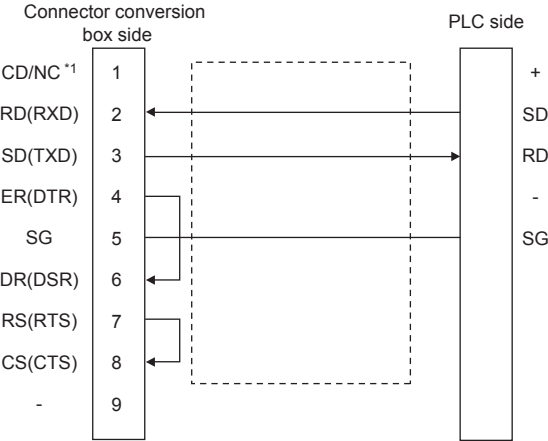 Connector conversion
box side
PLC side
CD/NC *1 1 +
RD(RXD) 2 SD
SD(TXD) 3 RD
ER(DTR) 4 -
SG 5 SG
DR(DSR) 6
RS(RTS) 7
CS(CTS) 8
- 9